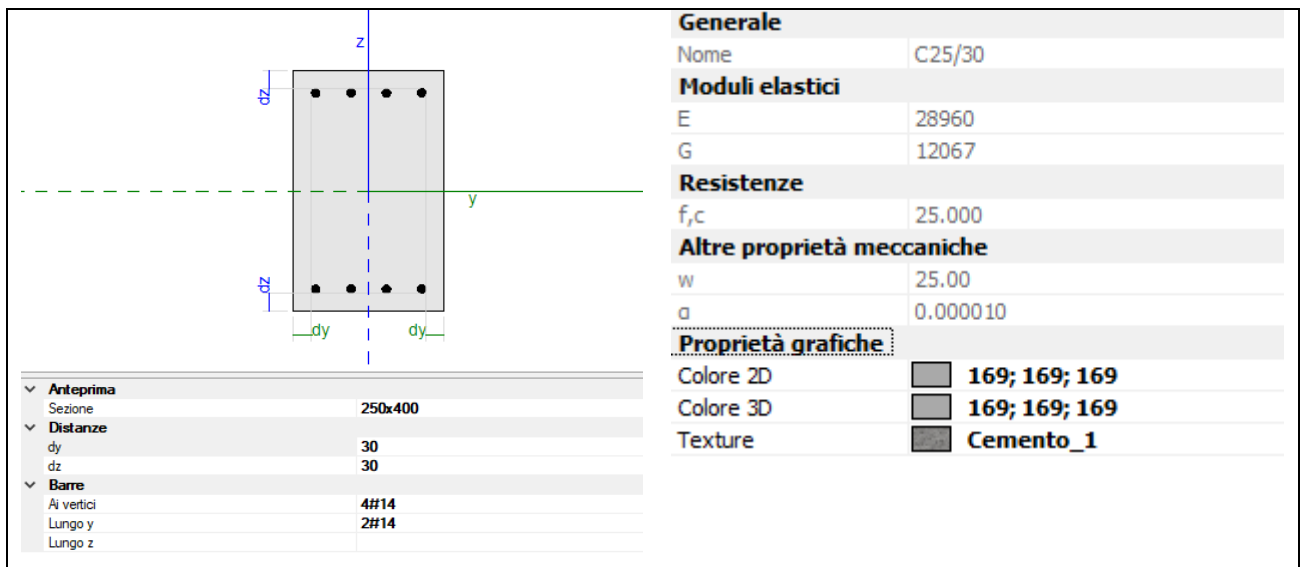 z
dz
y
dz
dy dy
Anteprima
Sezione 250x400
Distanze
dy 30
dz 30
Barre
Ai vertici 4#14
Lungo y 2#14
Lungo z
Generale
Nome C25/30
Moduli elastici
E 28960
G 12067
Resistenze
f,c 25.000
Altre proprietà meccaniche
w 25.00
α 0.000010
Proprietà grafiche
Colore 2D 169; 169; 169
Colore 3D 169; 169; 169
Texture Cemento_1